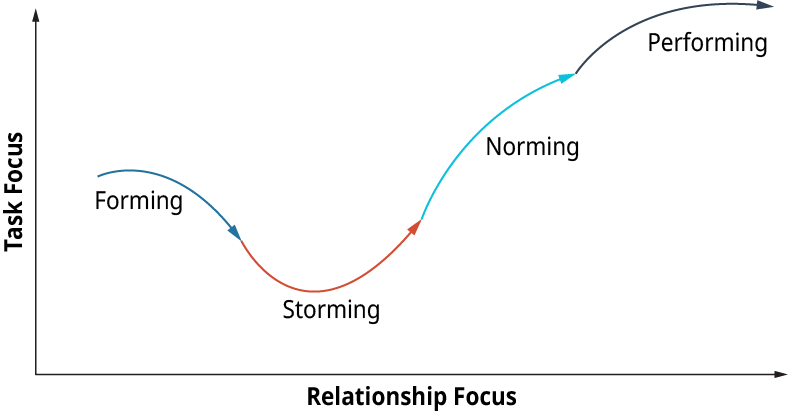 Performing
Norming
Task Focus
Forming
Storming
Relationship Focus